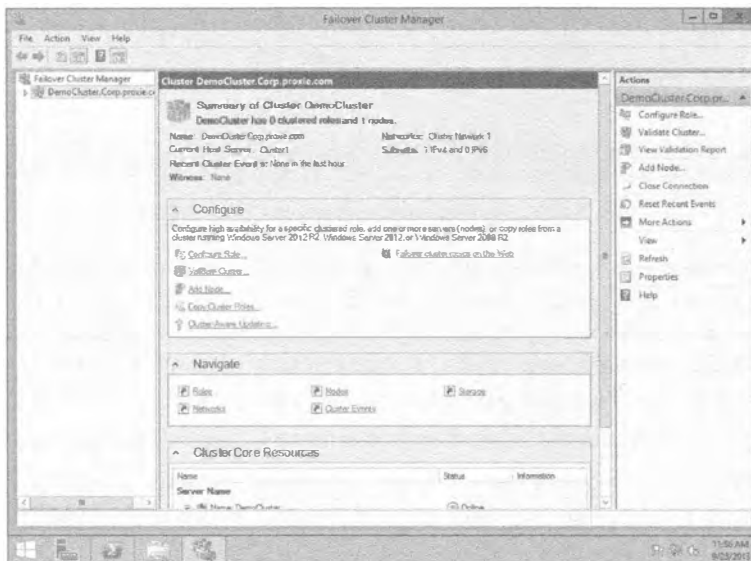 Failover Cluster Manager
File Action View Help
Failover Cluster Manager
DemoCluster.Corp.proxie.c
Cluster DemoCluster.Corp.proxie.com
Summary of Cluster DemoCluster
DemoCluster has 0 clustered roles and 1 nodes.
Name: DemoCluster.Corp.proxie.com
Networks: Cluster Network 1
Current Host Server: Cluster1
Subnets: 1 IPv4 and 0 IPv6
Recent Cluster Events: None in the last hour
Witness: None
Configure
Configure high availability for a specific clustered role, add one or more servers (nodes), or copy roles from a
cluster running Windows Server 2012 R2, Windows Server 2012, or Windows Server 2008 R2.
Configure Role...
Failover cluster topics on the Web
Validate Cluster...
Add Node...
Copy Cluster Roles...
Cluster-Aware Updating...
Navigate
Roles
Nodes
Storage
Networks
Cluster Events
Cluster Core Resources
Name Status Information
Server Name
Name: DemoCluster Online
Actions
DemoCluster.Corp.pr...
Configure Role...
Validate Cluster...
View Validation Report
Add Node...
Close Connection
Reset Recent Events
More Actions
View
Refresh
Properties
Help
11:56 AM